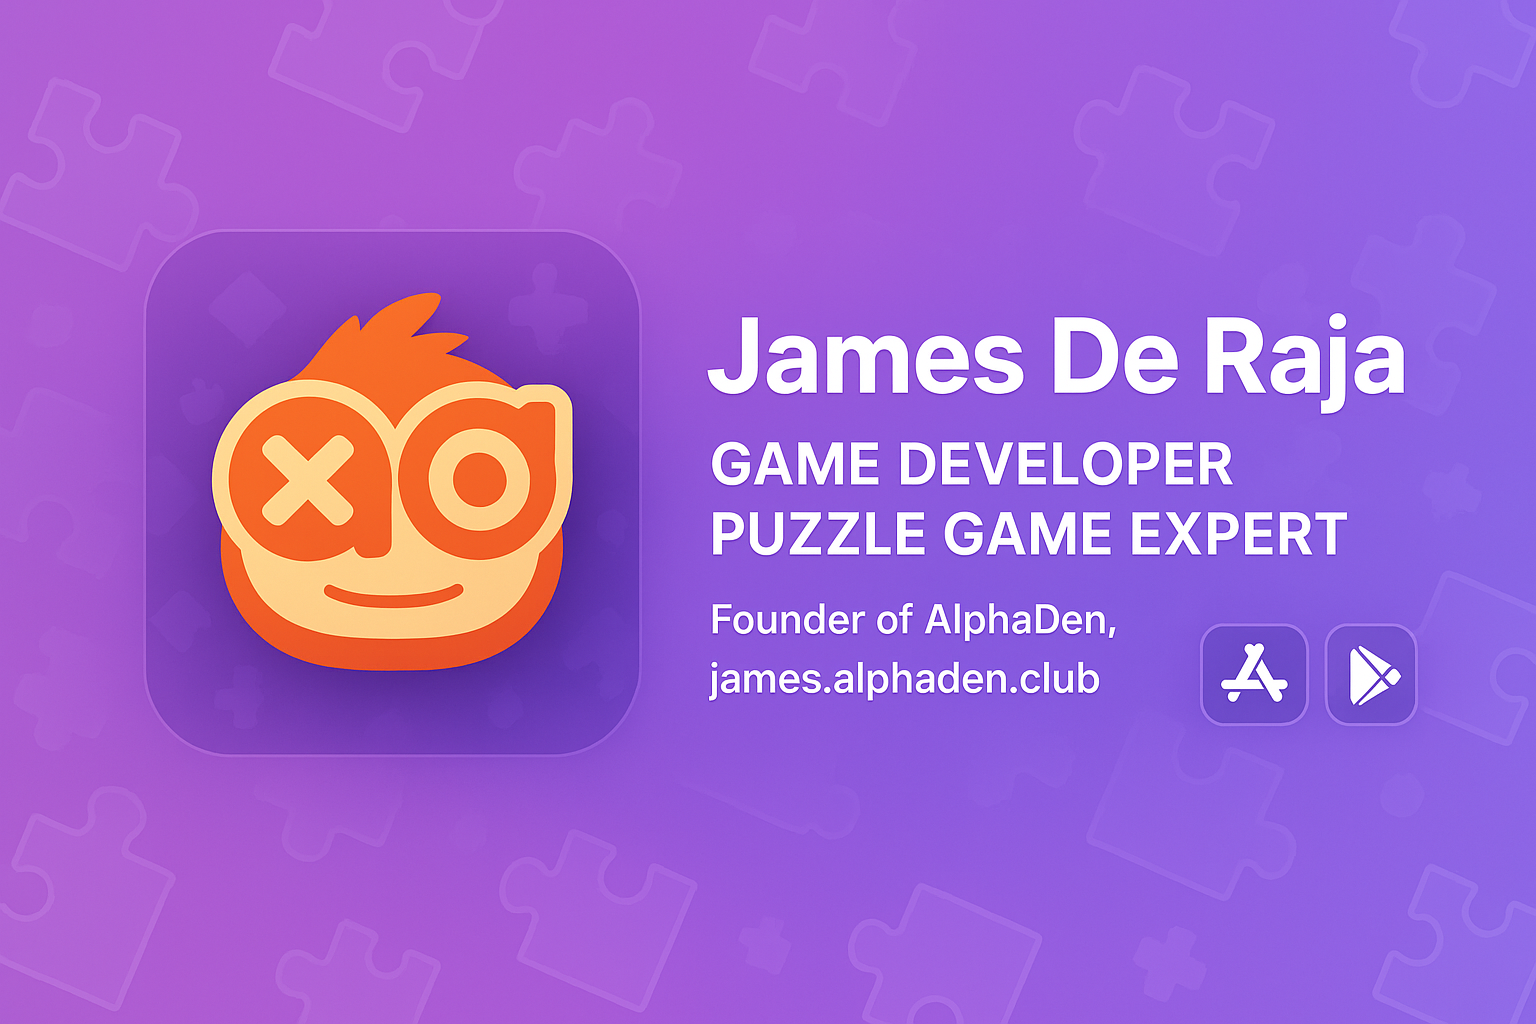 James De Raja
GAME DEVELOPER
PUZZLE GAME EXPERT
Founder of AlphaDen,
james.alphaden.club